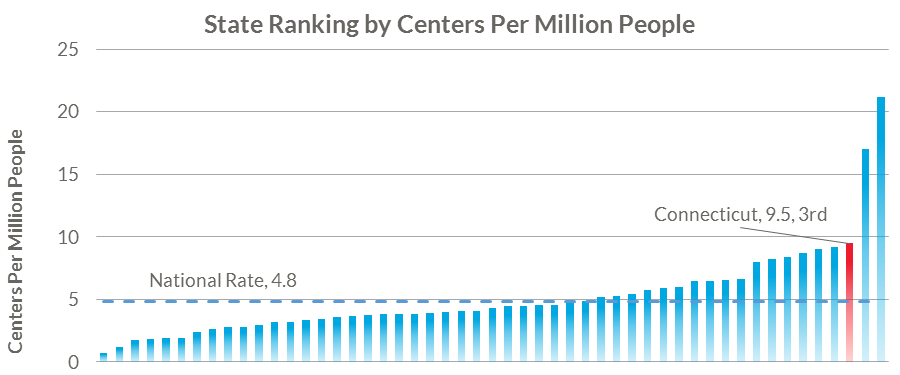 State Ranking by Centers Per Million People
Centers Per Million People
25
20
15
10
5
0
Connecticut, 9.5, 3rd
National Rate, 4.8